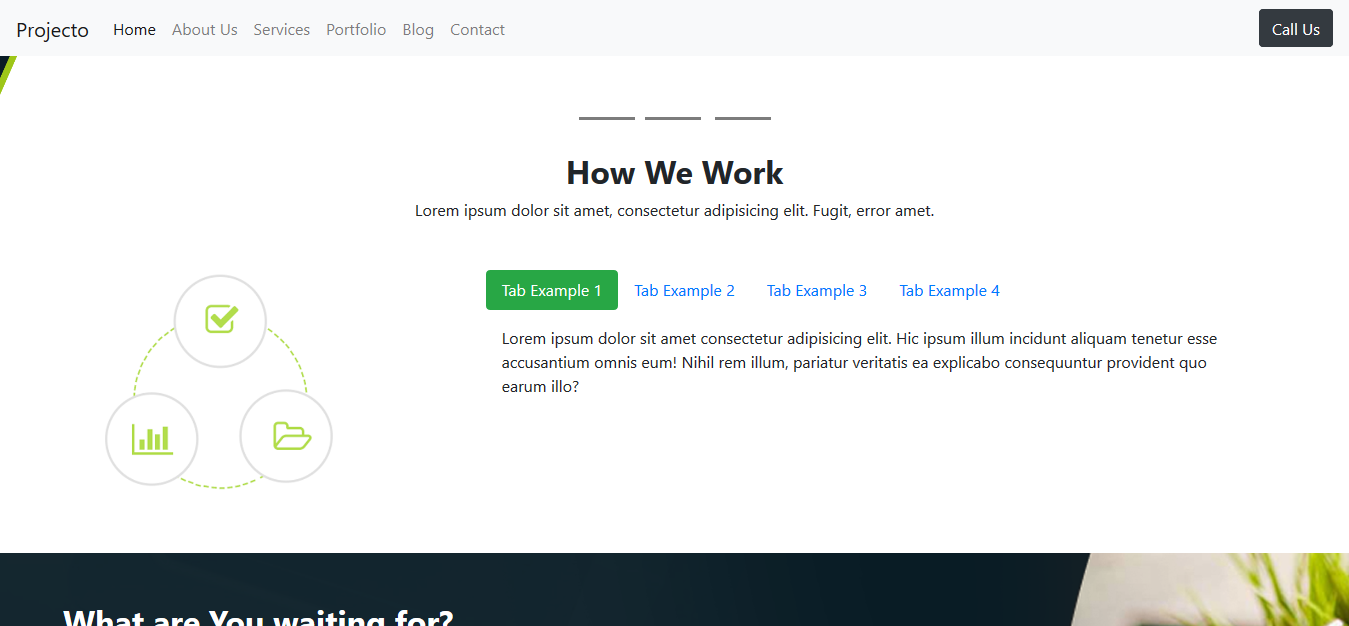 Projecto Home About Us Services Portfolio Blog Contact Call Us
How We Work
Lorem ipsum dolor sit amet, consectetur adipisicing elit. Fugit, error amet.
Tab Example 1 Tab Example 2 Tab Example 3 Tab Example 4
Lorem ipsum dolor sit amet consectetur adipisicing elit. Hic ipsum illum incidunt aliquam tenetur esse
accusantium omnis eum! Nihil rem illum, pariatur veritatis ea explicabo consequuntur provident quo
earum illo?
What are You waiting for?